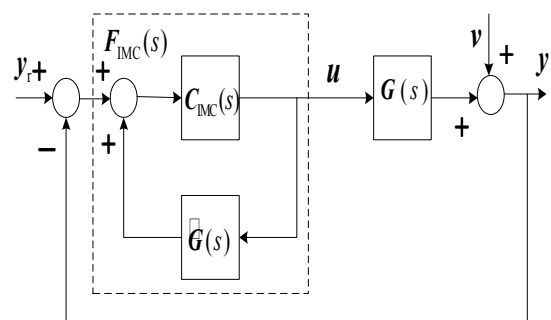 F_IMC(s)
v
y_r + + C_IMC(s) u G(s) + y
− + +
G(s)